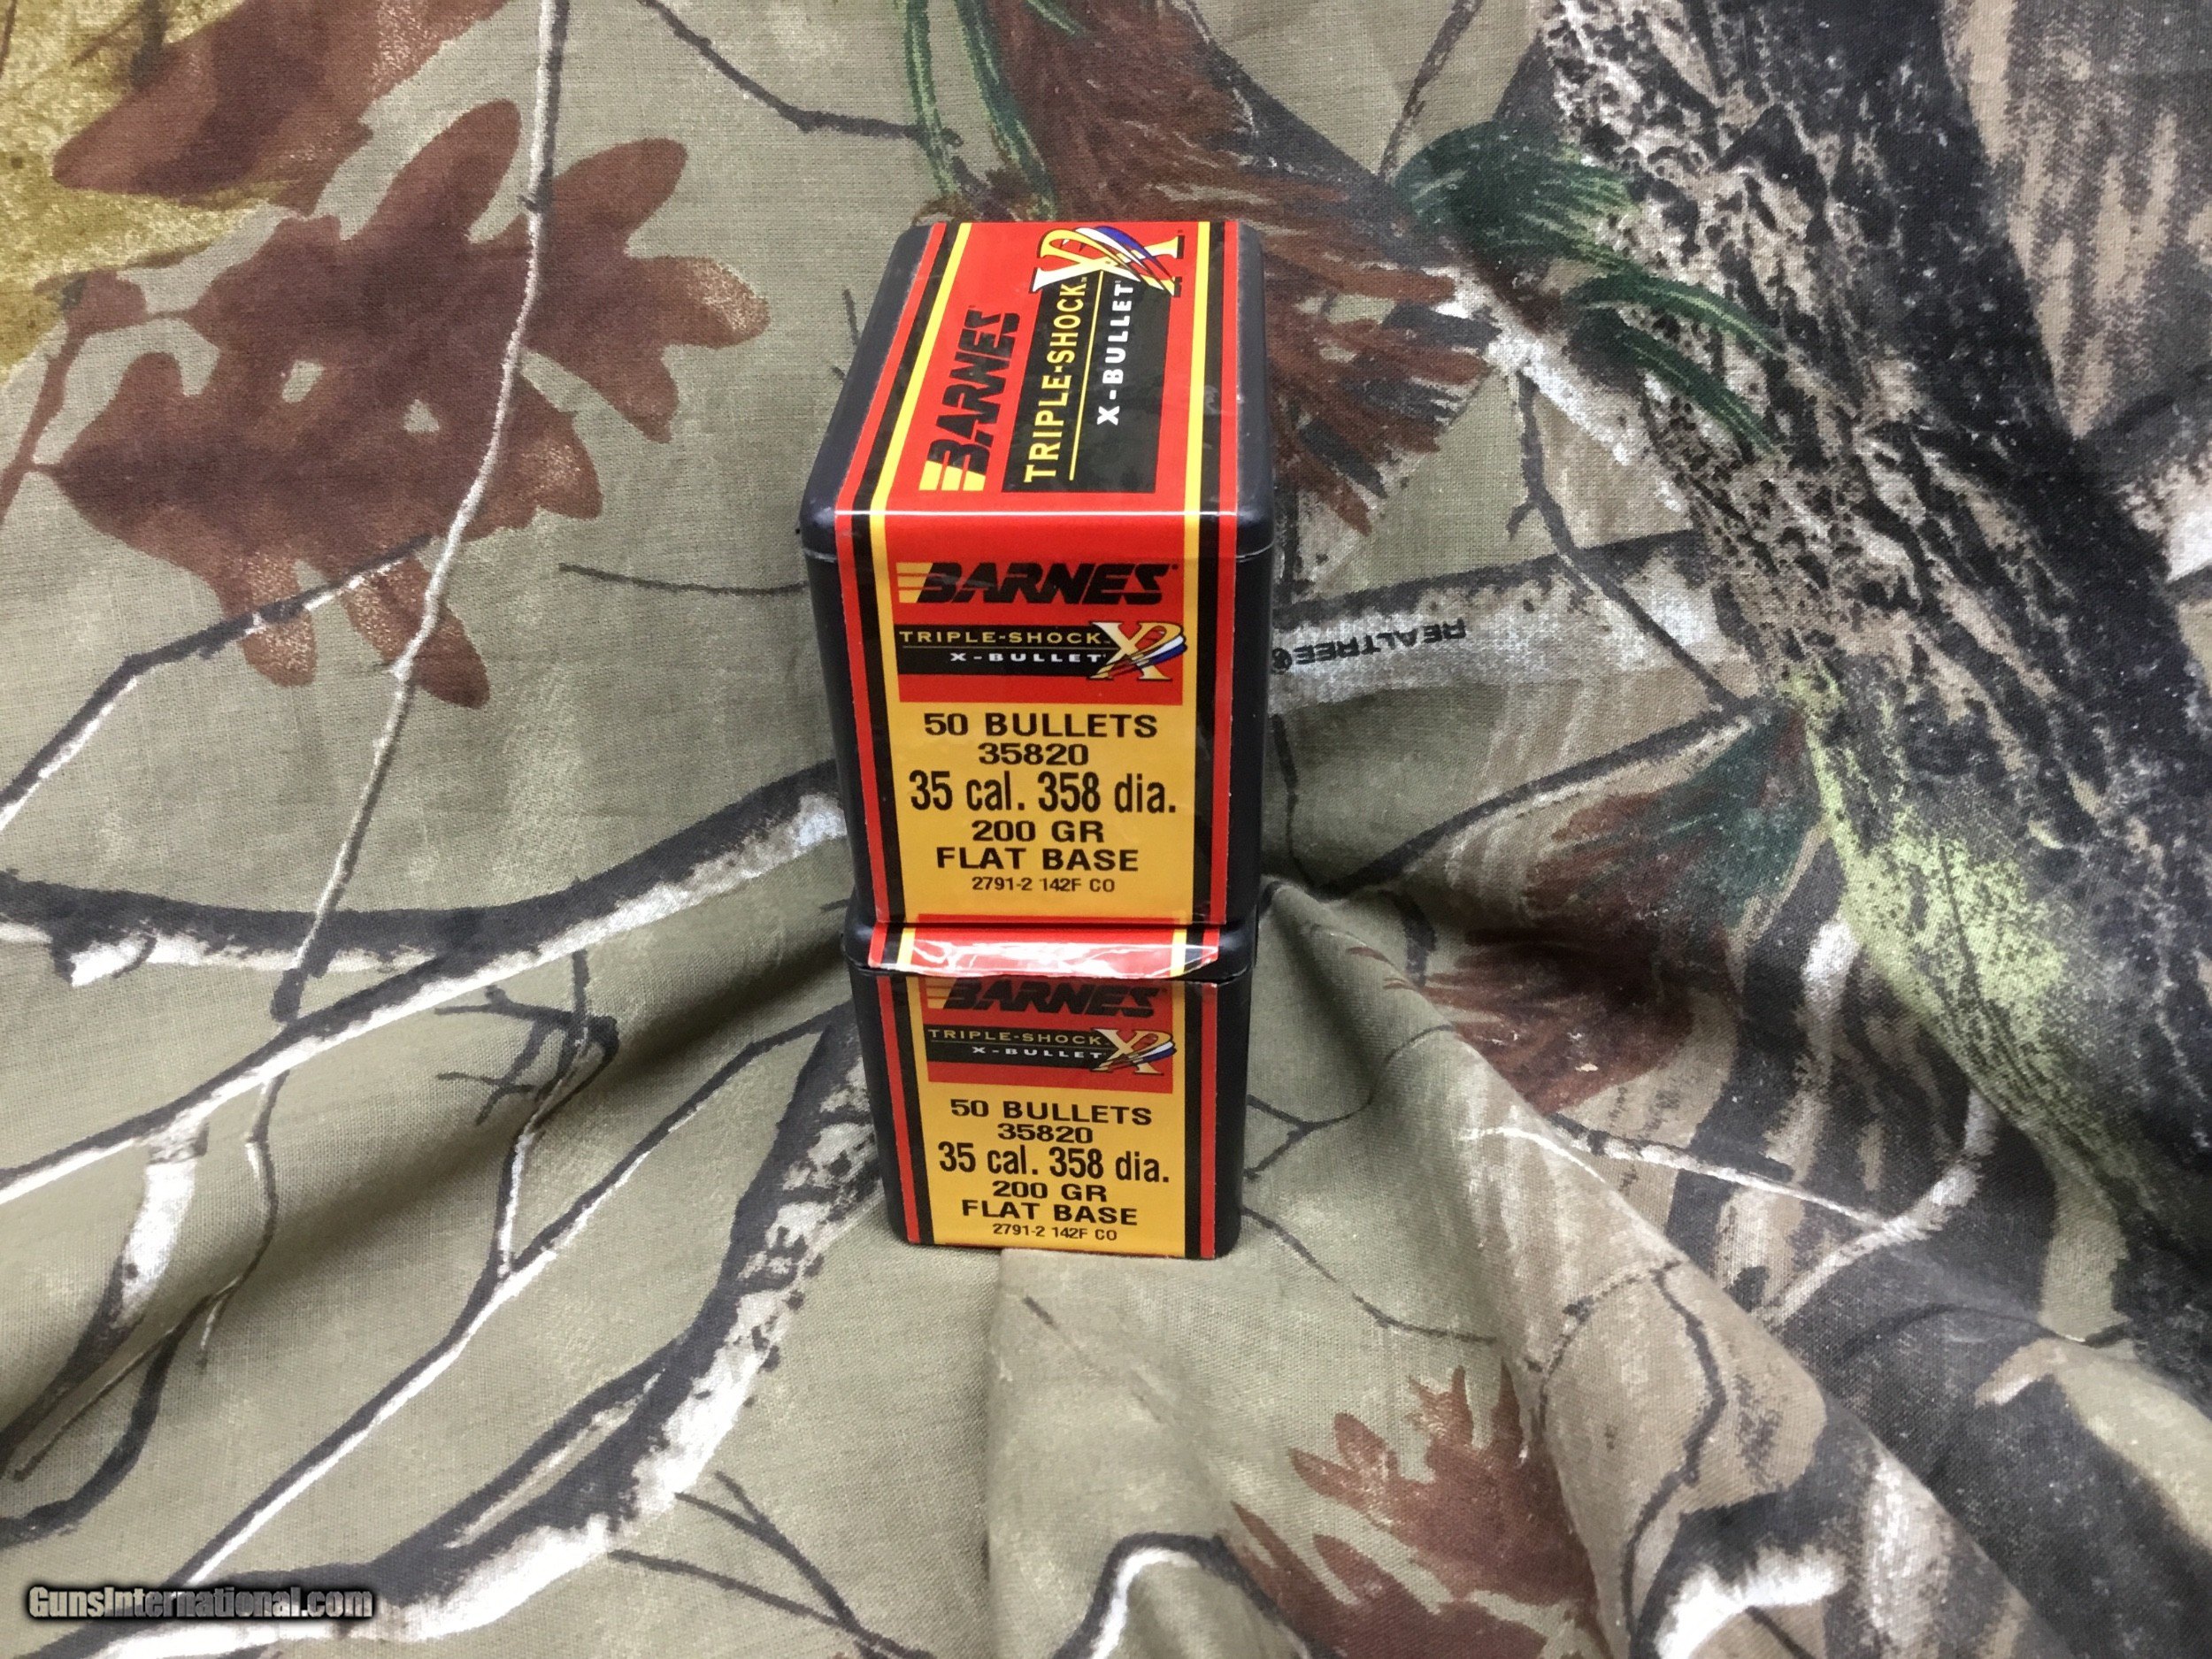 BARNES
TRIPLE-SHOCK™
X-BULLET
BARNES®
TRIPLE-SHOCK™
X-BULLET®
50 BULLETS
35820
35 cal. 358 dia.
200 GR
FLAT BASE
2791-2 142F CO
BARNES
TRIPLE-SHOCK
X-BULLET
50 BULLETS
35820
35 cal. 358 dia.
200 GR
FLAT BASE
2791-2 142F CO
REALTREE®
GunsInternational.com